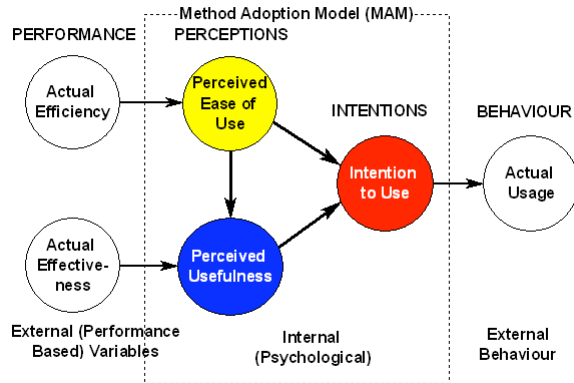 Method Adoption Model (MAM)
PERFORMANCE
PERCEPTIONS
Actual
Efficiency
Perceived
Ease of
Use
INTENTIONS
BEHAVIOUR
Intention
to Use
Actual
Usage
Actual
Effective-
ness
Perceived
Usefulness
External (Performance
Based) Variables
Internal
(Psychological)
External
Behaviour